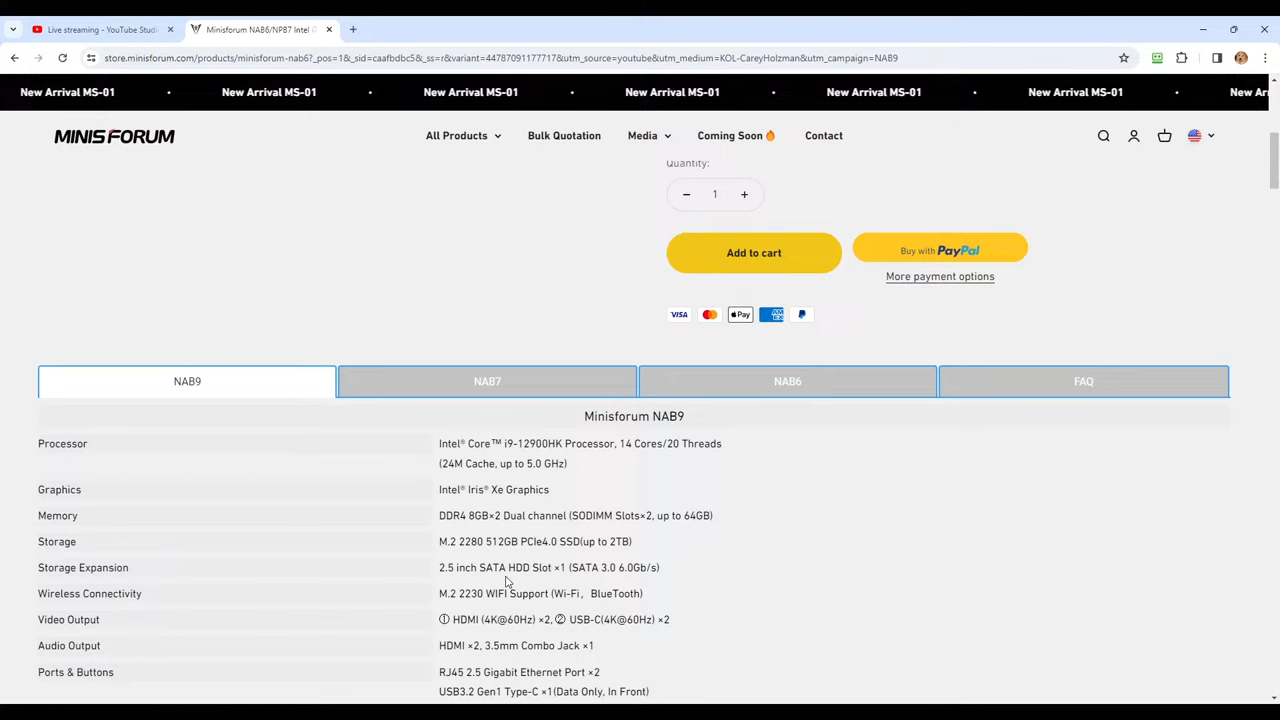 Live streaming - YouTube Studi
Minisforum NAB6/NPB7 Intel i7
store.minisforum.com/products/minisforum-nab6?_pos=1&_sid=caafbdbc5&_ss=r&variant=44787091177717&utm_source=youtube&utm_medium=KOL-CareyHolzman&utm_campaign=NAB9
New Arrival MS-01 • New Arrival MS-01 • New Arrival MS-01 • New Arrival MS-01 • New Arrival MS-01 • New Arrival MS-01 • New Arr
MINISFORUM
All Products Bulk Quotation Media Coming Soon🔥 Contact
Quantity:
− 1 +
Add to cart
Buy with PayPal
More payment options
VISA Pay AM EX
NAB9 NAB7 NAB6 FAQ
Minisforum NAB9
Processor Intel® Core™ i9-12900HK Processor, 14 Cores/20 Threads
(24M Cache, up to 5.0 GHz)
Graphics Intel® Iris® Xe Graphics
Memory DDR4 8GB×2 Dual channel (SODIMM Slots×2, up to 64GB)
Storage M.2 2280 512GB PCIe4.0 SSD(up to 2TB)
Storage Expansion 2.5 inch SATA HDD Slot ×1 (SATA 3.0 6.0Gb/s)
Wireless Connectivity M.2 2230 WIFI Support (Wi-Fi，BlueTooth)
Video Output ① HDMI (4K@60Hz) ×2, ② USB-C(4K@60Hz) ×2
Audio Output HDMI ×2, 3.5mm Combo Jack ×1
Ports & Buttons RJ45 2.5 Gigabit Ethernet Port ×2
USB3.2 Gen1 Type-C ×1(Data Only, In Front)